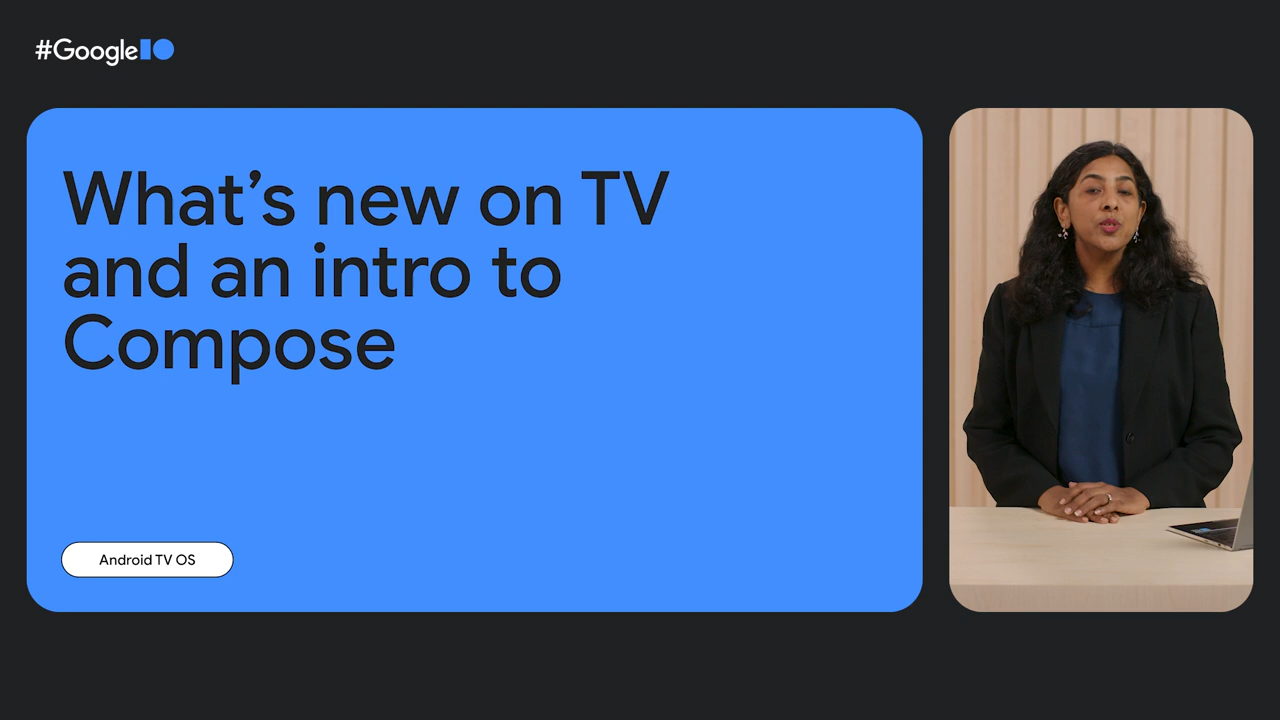 #GoogleIO
What's new on TV
and an intro to
Compose
Android TV OS